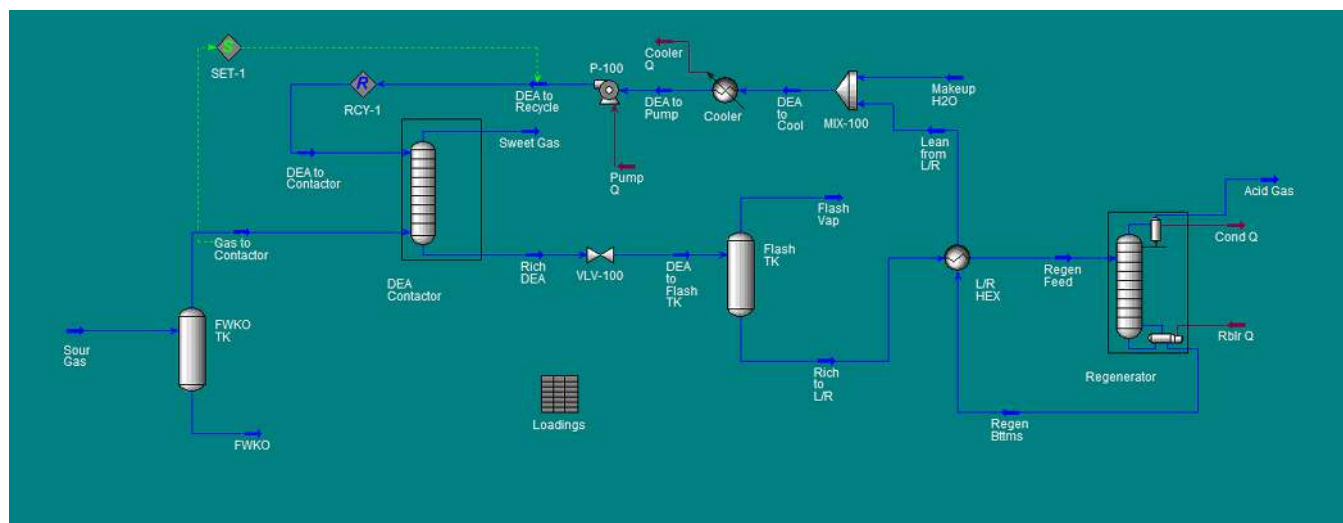 S
SET-1
R
RCY-1
DEA to
Contactor
DEA to
Recycle
P-100
Pump
Q
DEA to
Pump
Cooler
Q
Cooler
DEA
to
Cool
MIX-100
Makeup
H2O
Lean
from
L/R
Sweet Gas
DEA
Contactor
Gas to
Contactor
Sour
Gas
FWKO
TK
FWKO
Rich
DEA
VLV-100
DEA
to
Flash
TK
Flash
Vap
Flash
TK
Rich
to
L/R
L/R
HEX
Regen
Feed
Acid Gas
Cond Q
Rblr Q
Regenerator
Regen
Bttms
Loadings